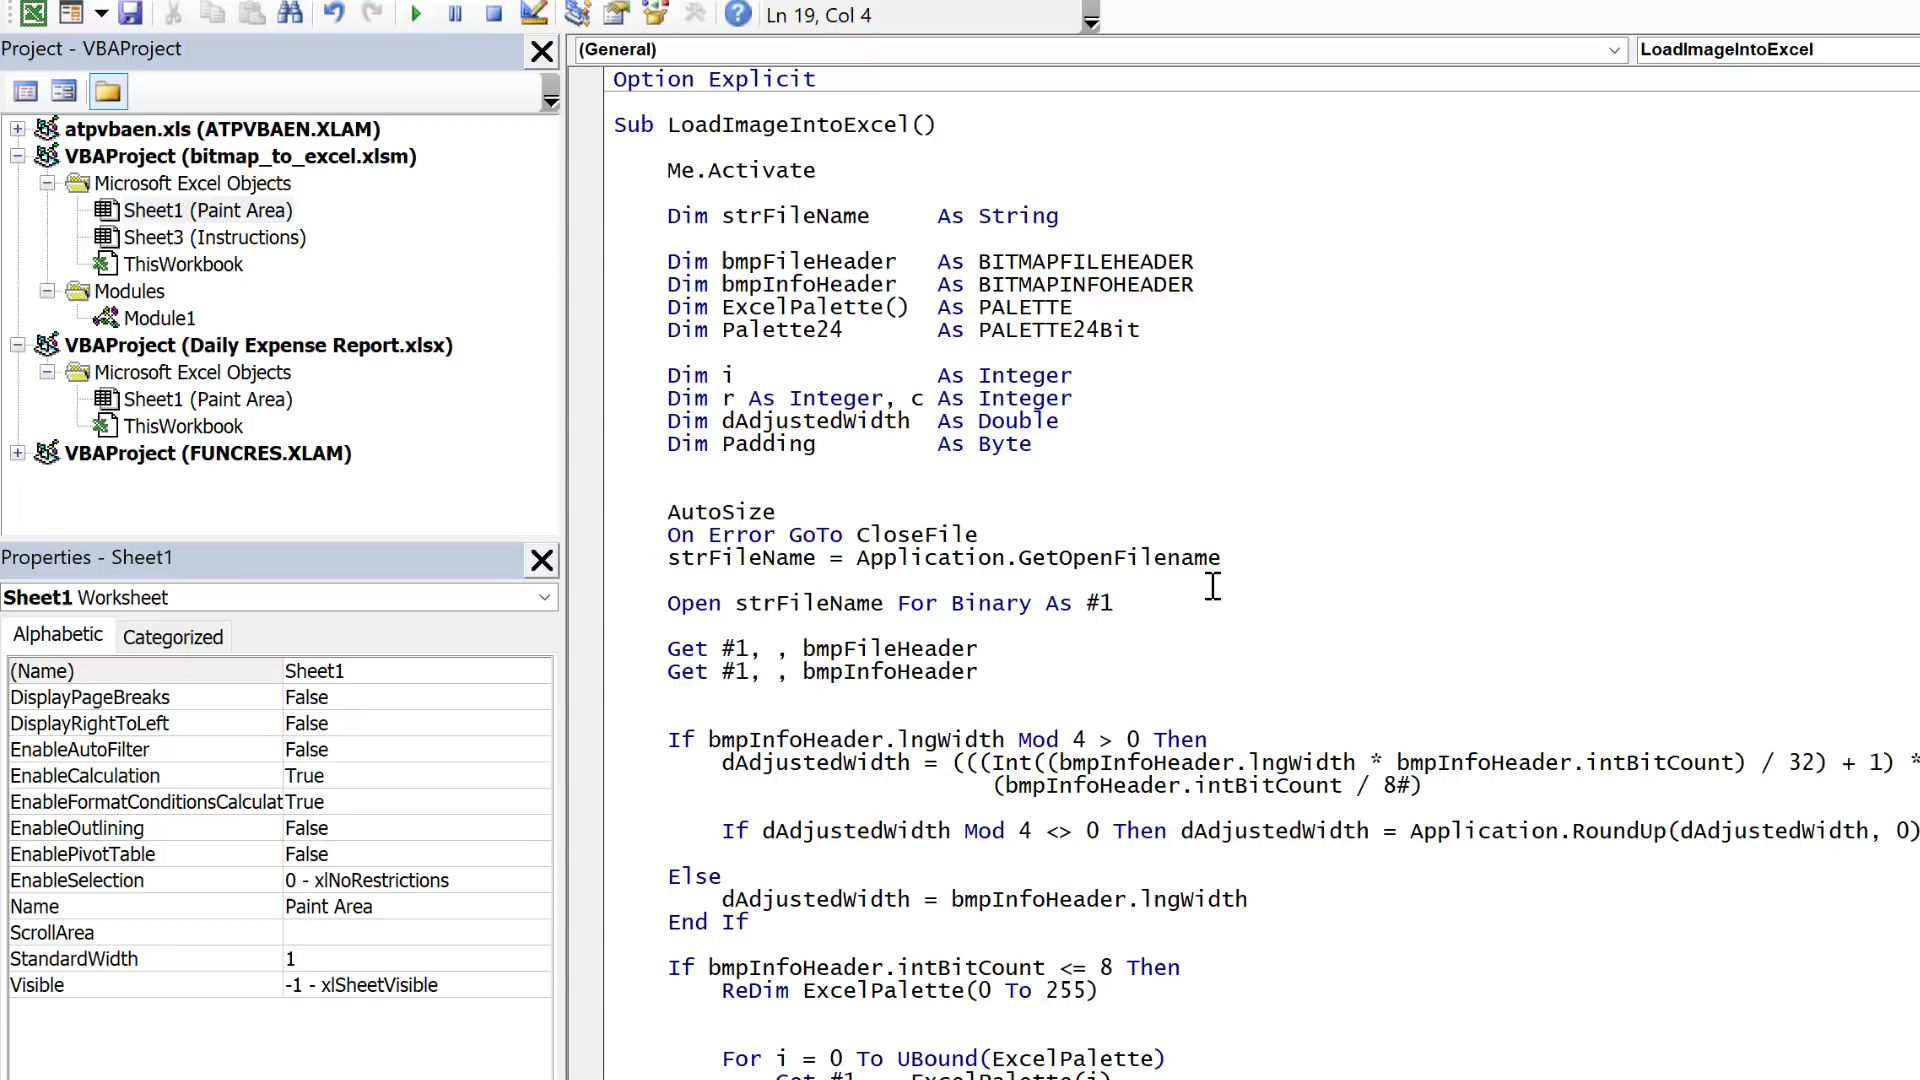 Ln 19, Col 4
Project - VBAProject
atpvbaen.xls (ATPVBAEN.XLAM)
VBAProject (bitmap_to_excel.xlsm)
Microsoft Excel Objects
Sheet1 (Paint Area)
Sheet3 (Instructions)
ThisWorkbook
Modules
Module1
VBAProject (Daily Expense Report.xlsx)
Microsoft Excel Objects
Sheet1 (Paint Area)
ThisWorkbook
VBAProject (FUNCRES.XLAM)
Properties - Sheet1
Sheet1 Worksheet
Alphabetic Categorized
(Name) Sheet1
DisplayPageBreaks False
DisplayRightToLeft False
EnableAutoFilter False
EnableCalculation True
EnableFormatConditionsCalculat True
EnableOutlining False
EnablePivotTable False
EnableSelection 0 - xlNoRestrictions
Name Paint Area
ScrollArea
StandardWidth 1
Visible -1 - xlSheetVisible
(General) LoadImageIntoExcel
Option Explicit
Sub LoadImageIntoExcel()
Me.Activate
Dim strFileName As String
Dim bmpFileHeader As BITMAPFILEHEADER
Dim bmpInfoHeader As BITMAPINFOHEADER
Dim ExcelPalette() As PALETTE
Dim Palette24 As PALETTE24Bit
Dim i As Integer
Dim r As Integer, c As Integer
Dim dAdjustedWidth As Double
Dim Padding As Byte
AutoSize
On Error GoTo CloseFile
strFileName = Application.GetOpenFilename
Open strFileName For Binary As #1
Get #1, , bmpFileHeader
Get #1, , bmpInfoHeader
If bmpInfoHeader.lngWidth Mod 4 > 0 Then
dAdjustedWidth = (((Int((bmpInfoHeader.lngWidth * bmpInfoHeader.intBitCount) / 32) + 1) *
(bmpInfoHeader.intBitCount / 8#)
If dAdjustedWidth Mod 4 <> 0 Then dAdjustedWidth = Application.RoundUp(dAdjustedWidth, 0)
Else
dAdjustedWidth = bmpInfoHeader.lngWidth
End If
If bmpInfoHeader.intBitCount <= 8 Then
ReDim ExcelPalette(0 To 255)
For i = 0 To UBound(ExcelPalette)
Get #1, , ExcelPalette(i)